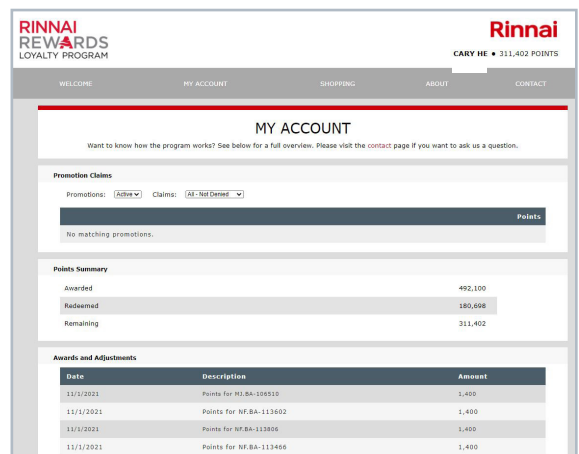 RINNAI
REWARDS
LOYALTY PROGRAM
Rinnai
CARY HE ● 311,402 POINTS
WELCOME MY ACCOUNT SHOPPING ABOUT CONTACT
MY ACCOUNT
Want to know how the program works? See below for a full overview. Please visit the contact page if you want to ask us a question.
Promotion Claims
Promotions: Active Claims: All - Not Denied
Points
No matching promotions.
Points Summary
Awarded 492,100
Redeemed 180,698
Remaining 311,402
Awards and Adjustments
Date Description Amount
11/1/2021 Points for MJ.BA-106510 1,400
11/1/2021 Points for NF.BA-113602 1,400
11/1/2021 Points for NF.BA-113806 1,400
11/1/2021 Points for NF.BA-113466 1,400